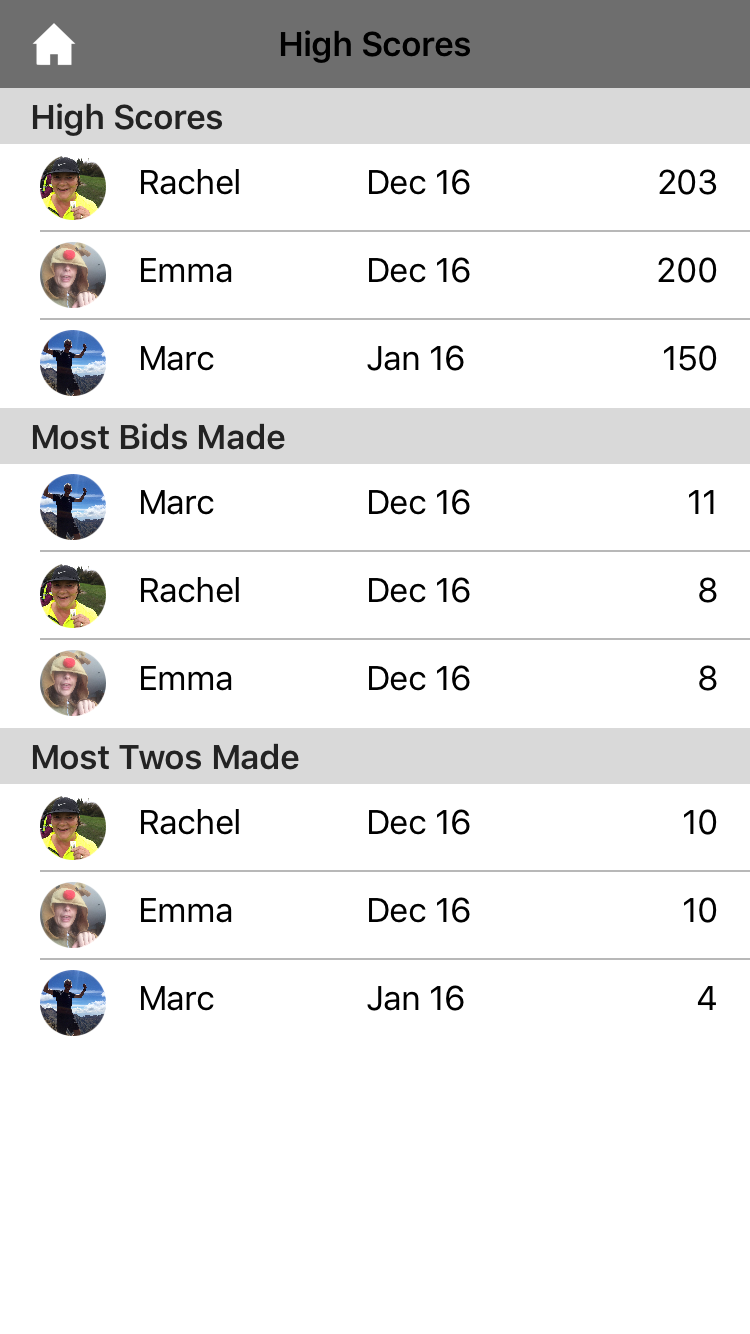 High Scores
High Scores
Rachel Dec 16 203
Emma Dec 16 200
Marc Jan 16 150
Most Bids Made
Marc Dec 16 11
Rachel Dec 16 8
Emma Dec 16 8
Most Twos Made
Rachel Dec 16 10
Emma Dec 16 10
Marc Jan 16 4